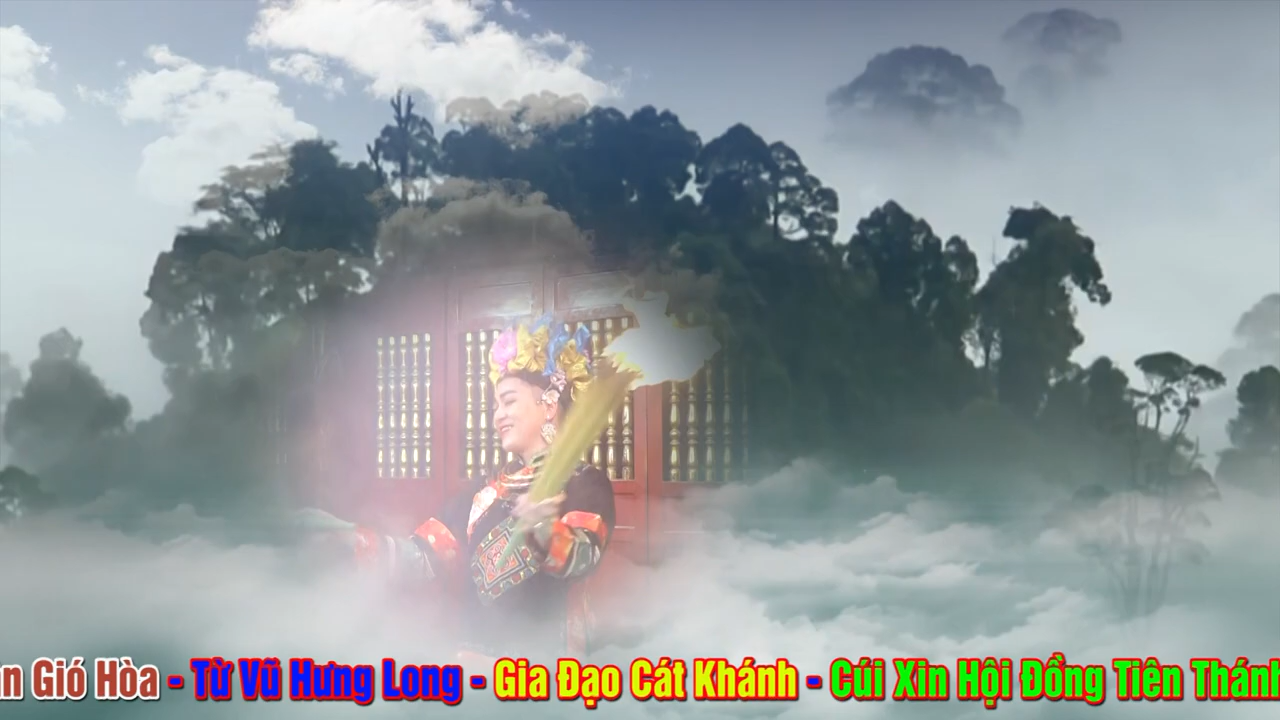 Gió Hòa - Từ Vũ Hưng Long - Gia Đạo Cát Khánh - Cúi Xin Hội Đồng Tiên Thánh